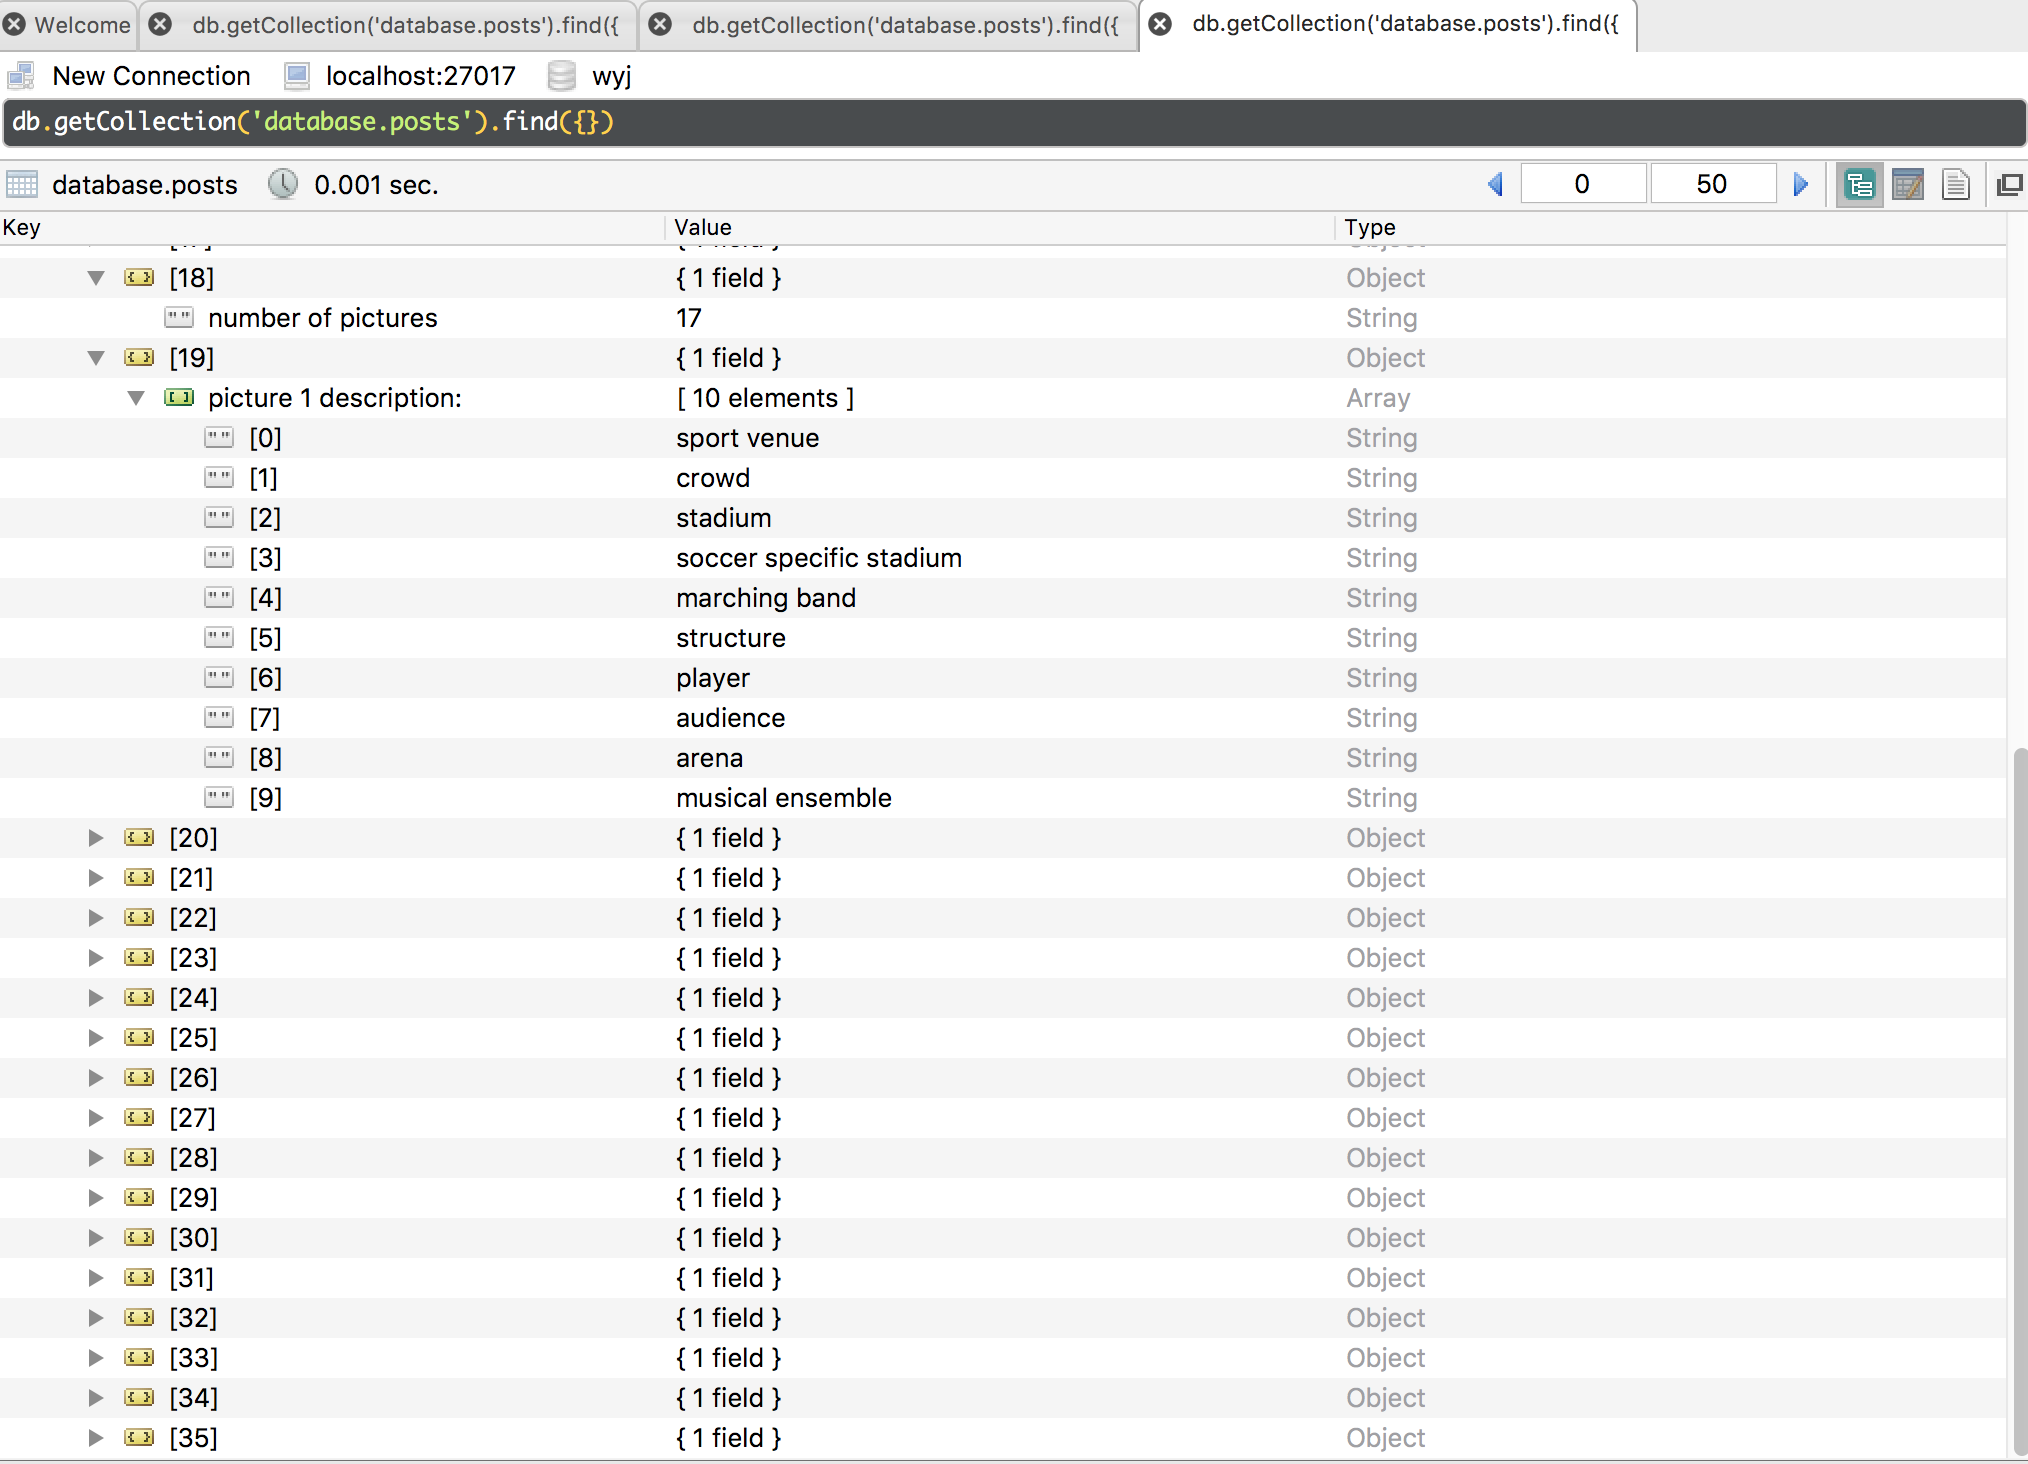 Welcome db.getCollection('database.posts').find({ db.getCollection('database.posts').find({ db.getCollection('database.posts').find({
New Connection localhost:27017 wyj
db.getCollection('database.posts').find({})
database.posts 0.001 sec. 0 50
Key Value Type
[18] { 1 field } Object
number of pictures 17 String
[19] { 1 field } Object
picture 1 description: [ 10 elements ] Array
[0] sport venue String
[1] crowd String
[2] stadium String
[3] soccer specific stadium String
[4] marching band String
[5] structure String
[6] player String
[7] audience String
[8] arena String
[9] musical ensemble String
[20] { 1 field } Object
[21] { 1 field } Object
[22] { 1 field } Object
[23] { 1 field } Object
[24] { 1 field } Object
[25] { 1 field } Object
[26] { 1 field } Object
[27] { 1 field } Object
[28] { 1 field } Object
[29] { 1 field } Object
[30] { 1 field } Object
[31] { 1 field } Object
[32] { 1 field } Object
[33] { 1 field } Object
[34] { 1 field } Object
[35] { 1 field } Object